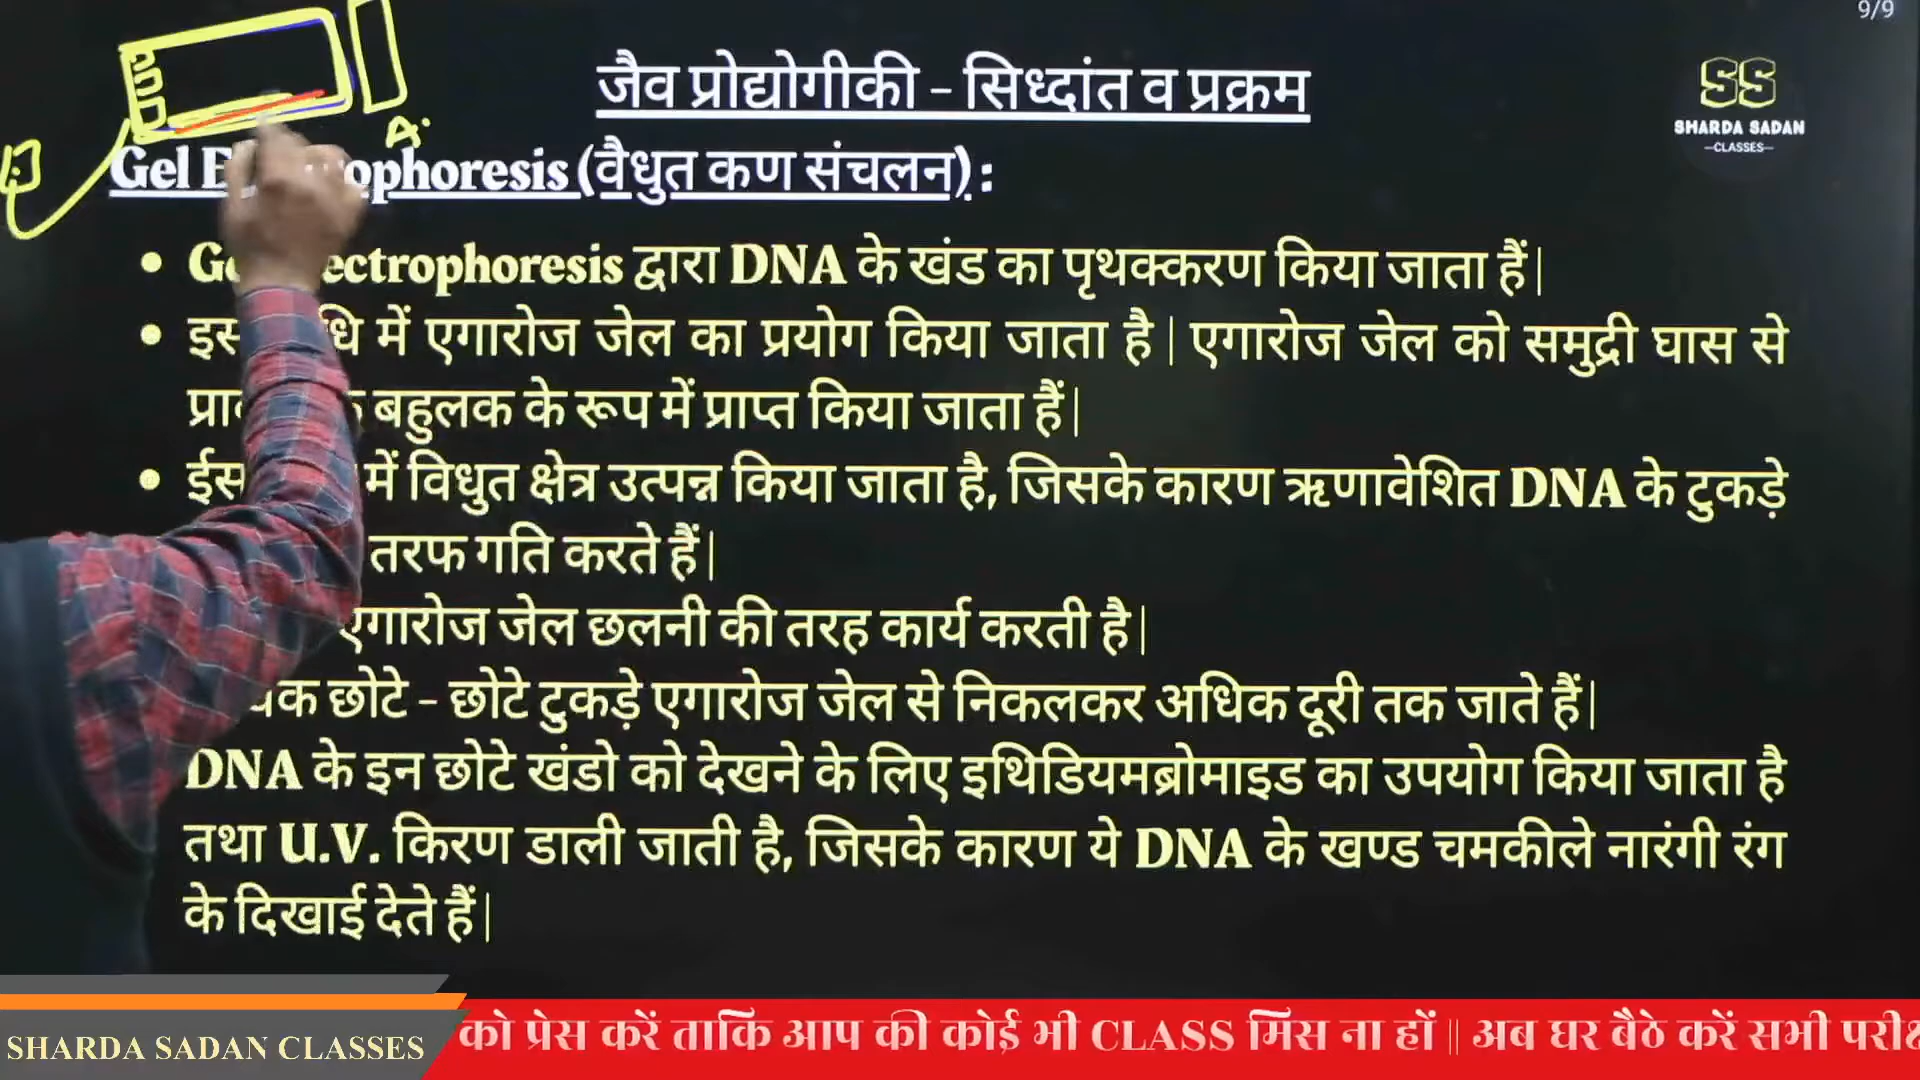 9/9
जैव प्रोद्योगीकी - सिध्दांत व प्रक्रम
SS
SHARDA SADAN
—CLASSES—
A.
Gel (वैधुत कण संचलन) :
• द्वारा DNA के खंड का पृथक्करण किया जाता हैं|
• में एगारोज जेल का प्रयोग किया जाता है| एगारोज जेल को समुद्री घास से
बहुलक के रूप में प्राप्त किया जाता हैं|
• में विधुत क्षेत्र उत्पन्न किया जाता है, जिसके कारण ऋणावेशित DNA के टुकड़े
तरफ गति करते हैं|
एगारोज जेल छलनी की तरह कार्य करती है|
छोटे - छोटे टुकड़े एगारोज जेल से निकलकर अधिक दूरी तक जाते हैं|
DNA के इन छोटे खंडो को देखने के लिए इथिडियमब्रोमाइड का उपयोग किया जाता है
तथा U.V. किरण डाली जाती है, जिसके कारण ये DNA के खण्ड चमकीले नारंगी रंग
के दिखाई देते हैं|
SHARDA SADAN CLASSES
को प्रेस करें ताकि आप की कोई भी CLASS मिस ना हों || अब घर बैठे करें सभी